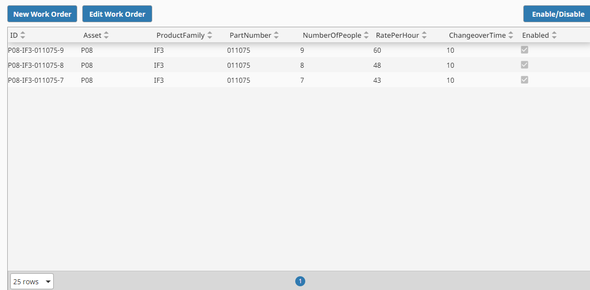 New Work Order Edit Work Order Enable/Disable
ID Asset ProductFamily PartNumber NumberOfPeople RatePerHour ChangeoverTime Enabled
P08-IF3-011075-9 P08 IF3 011075 9 60 10
P08-IF3-011075-8 P08 IF3 011075 8 48 10
P08-IF3-011075-7 P08 IF3 011075 7 43 10
25 rows 1